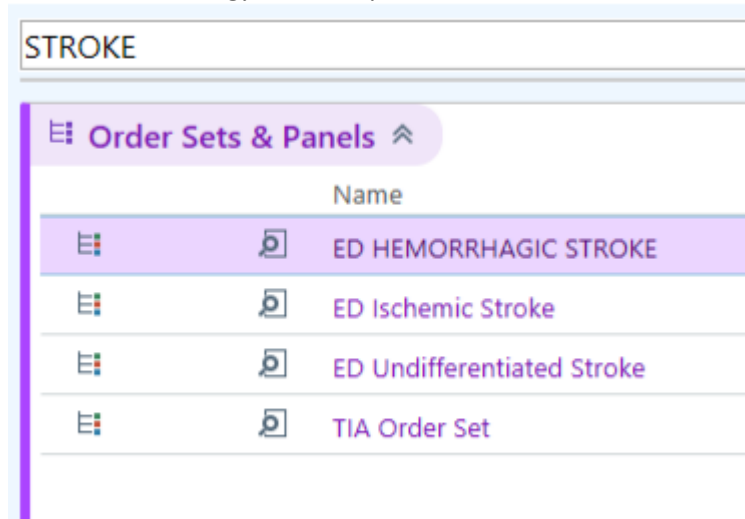 STROKE
Order Sets & Panels
Name
ED HEMORRHAGIC STROKE
ED Ischemic Stroke
ED Undifferentiated Stroke
TIA Order Set